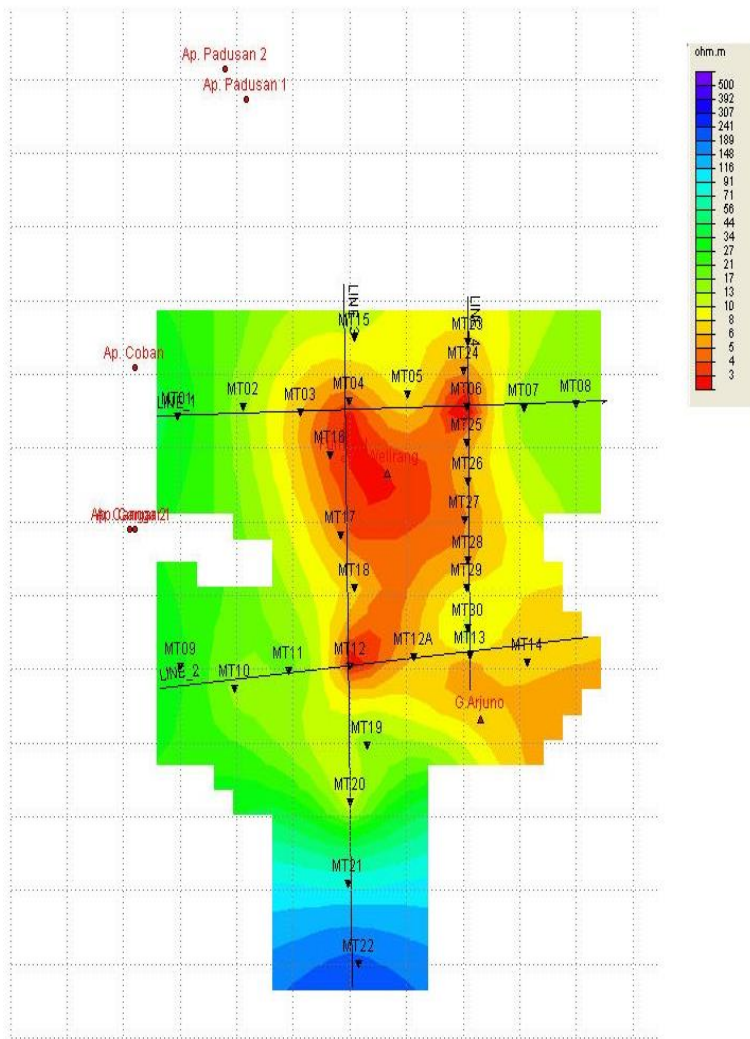 ohm.m
500
392
307
241
189
148
116
91
71
56
44
34
27
21
17
13
10
8
6
5
4
3
Ap. Padusan 2
Ap. Padusan 1
LINE_3
LINE_4
MT15
MT23
Ap. Coban
MT24
MT01
LINE_1
MT02
MT03
MT04
MT05
MT06
MT07
MT08
MT25
MT16
Welirang
MT26
MT27
MT17
MT28
MT18
MT29
MT30
MT09
LINE_2
MT10
MT11
MT12
MT12A
MT13
MT14
G.Arjuno
MT19
MT20
MT21
MT22